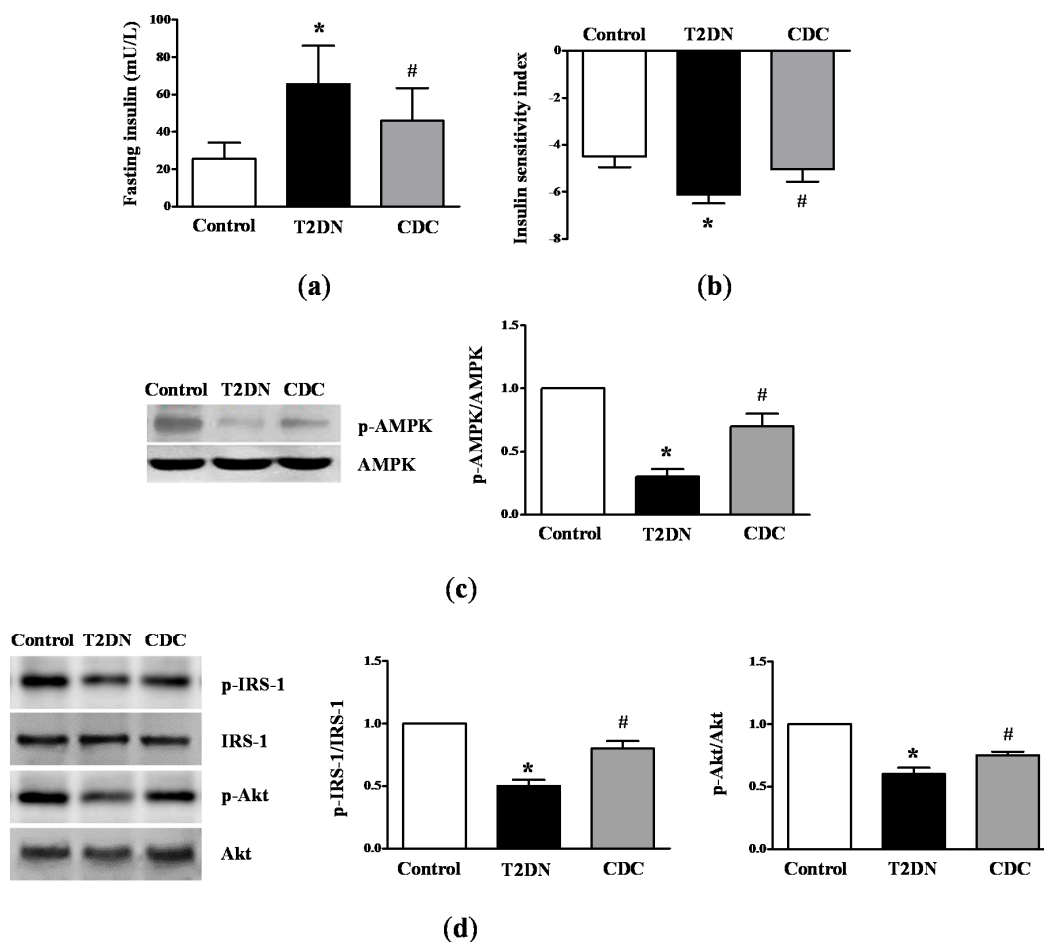 Fasting insulin (mU/L)
100
80
60
40
20
0
*
#
Control T2DN CDC
(a)
Control T2DN CDC
Insulin sensitivity index
0
-2
-4
-6
-8
*
#
(b)
Control T2DN CDC
p-AMPK
AMPK
p-AMPK/AMPK
1.5
1.0
0.5
0.0
*
#
Control T2DN CDC
(c)
Control T2DN CDC
p-IRS-1
IRS-1
p-Akt
Akt
p-IRS-1/IRS-1
1.5
1.0
0.5
0.0
*
#
Control T2DN CDC
p-Akt/Akt
1.5
1.0
0.5
0.0
*
#
Control T2DN CDC
(d)